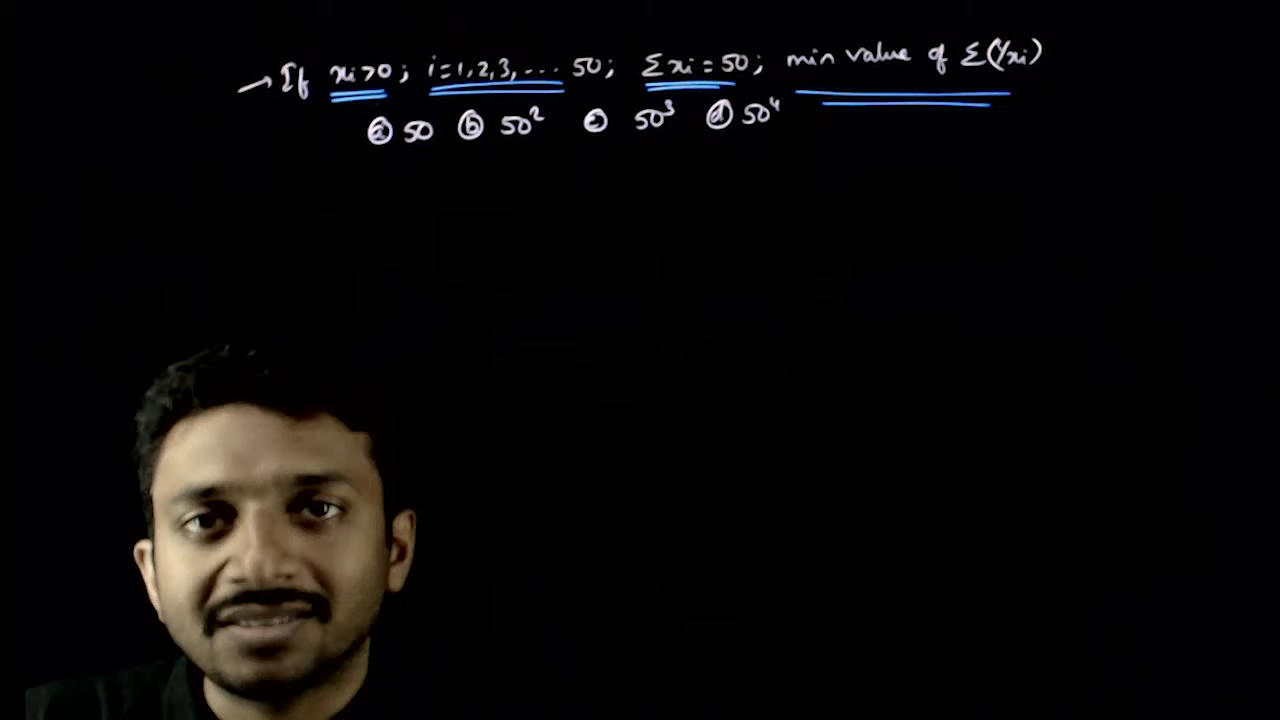 → If xi>0; i=1,2,3,... 50; Σxi=50; min value of Σ(1/xi)
ⓐ 50 ⓑ 50² ⓒ 50³ ⓓ 50⁴